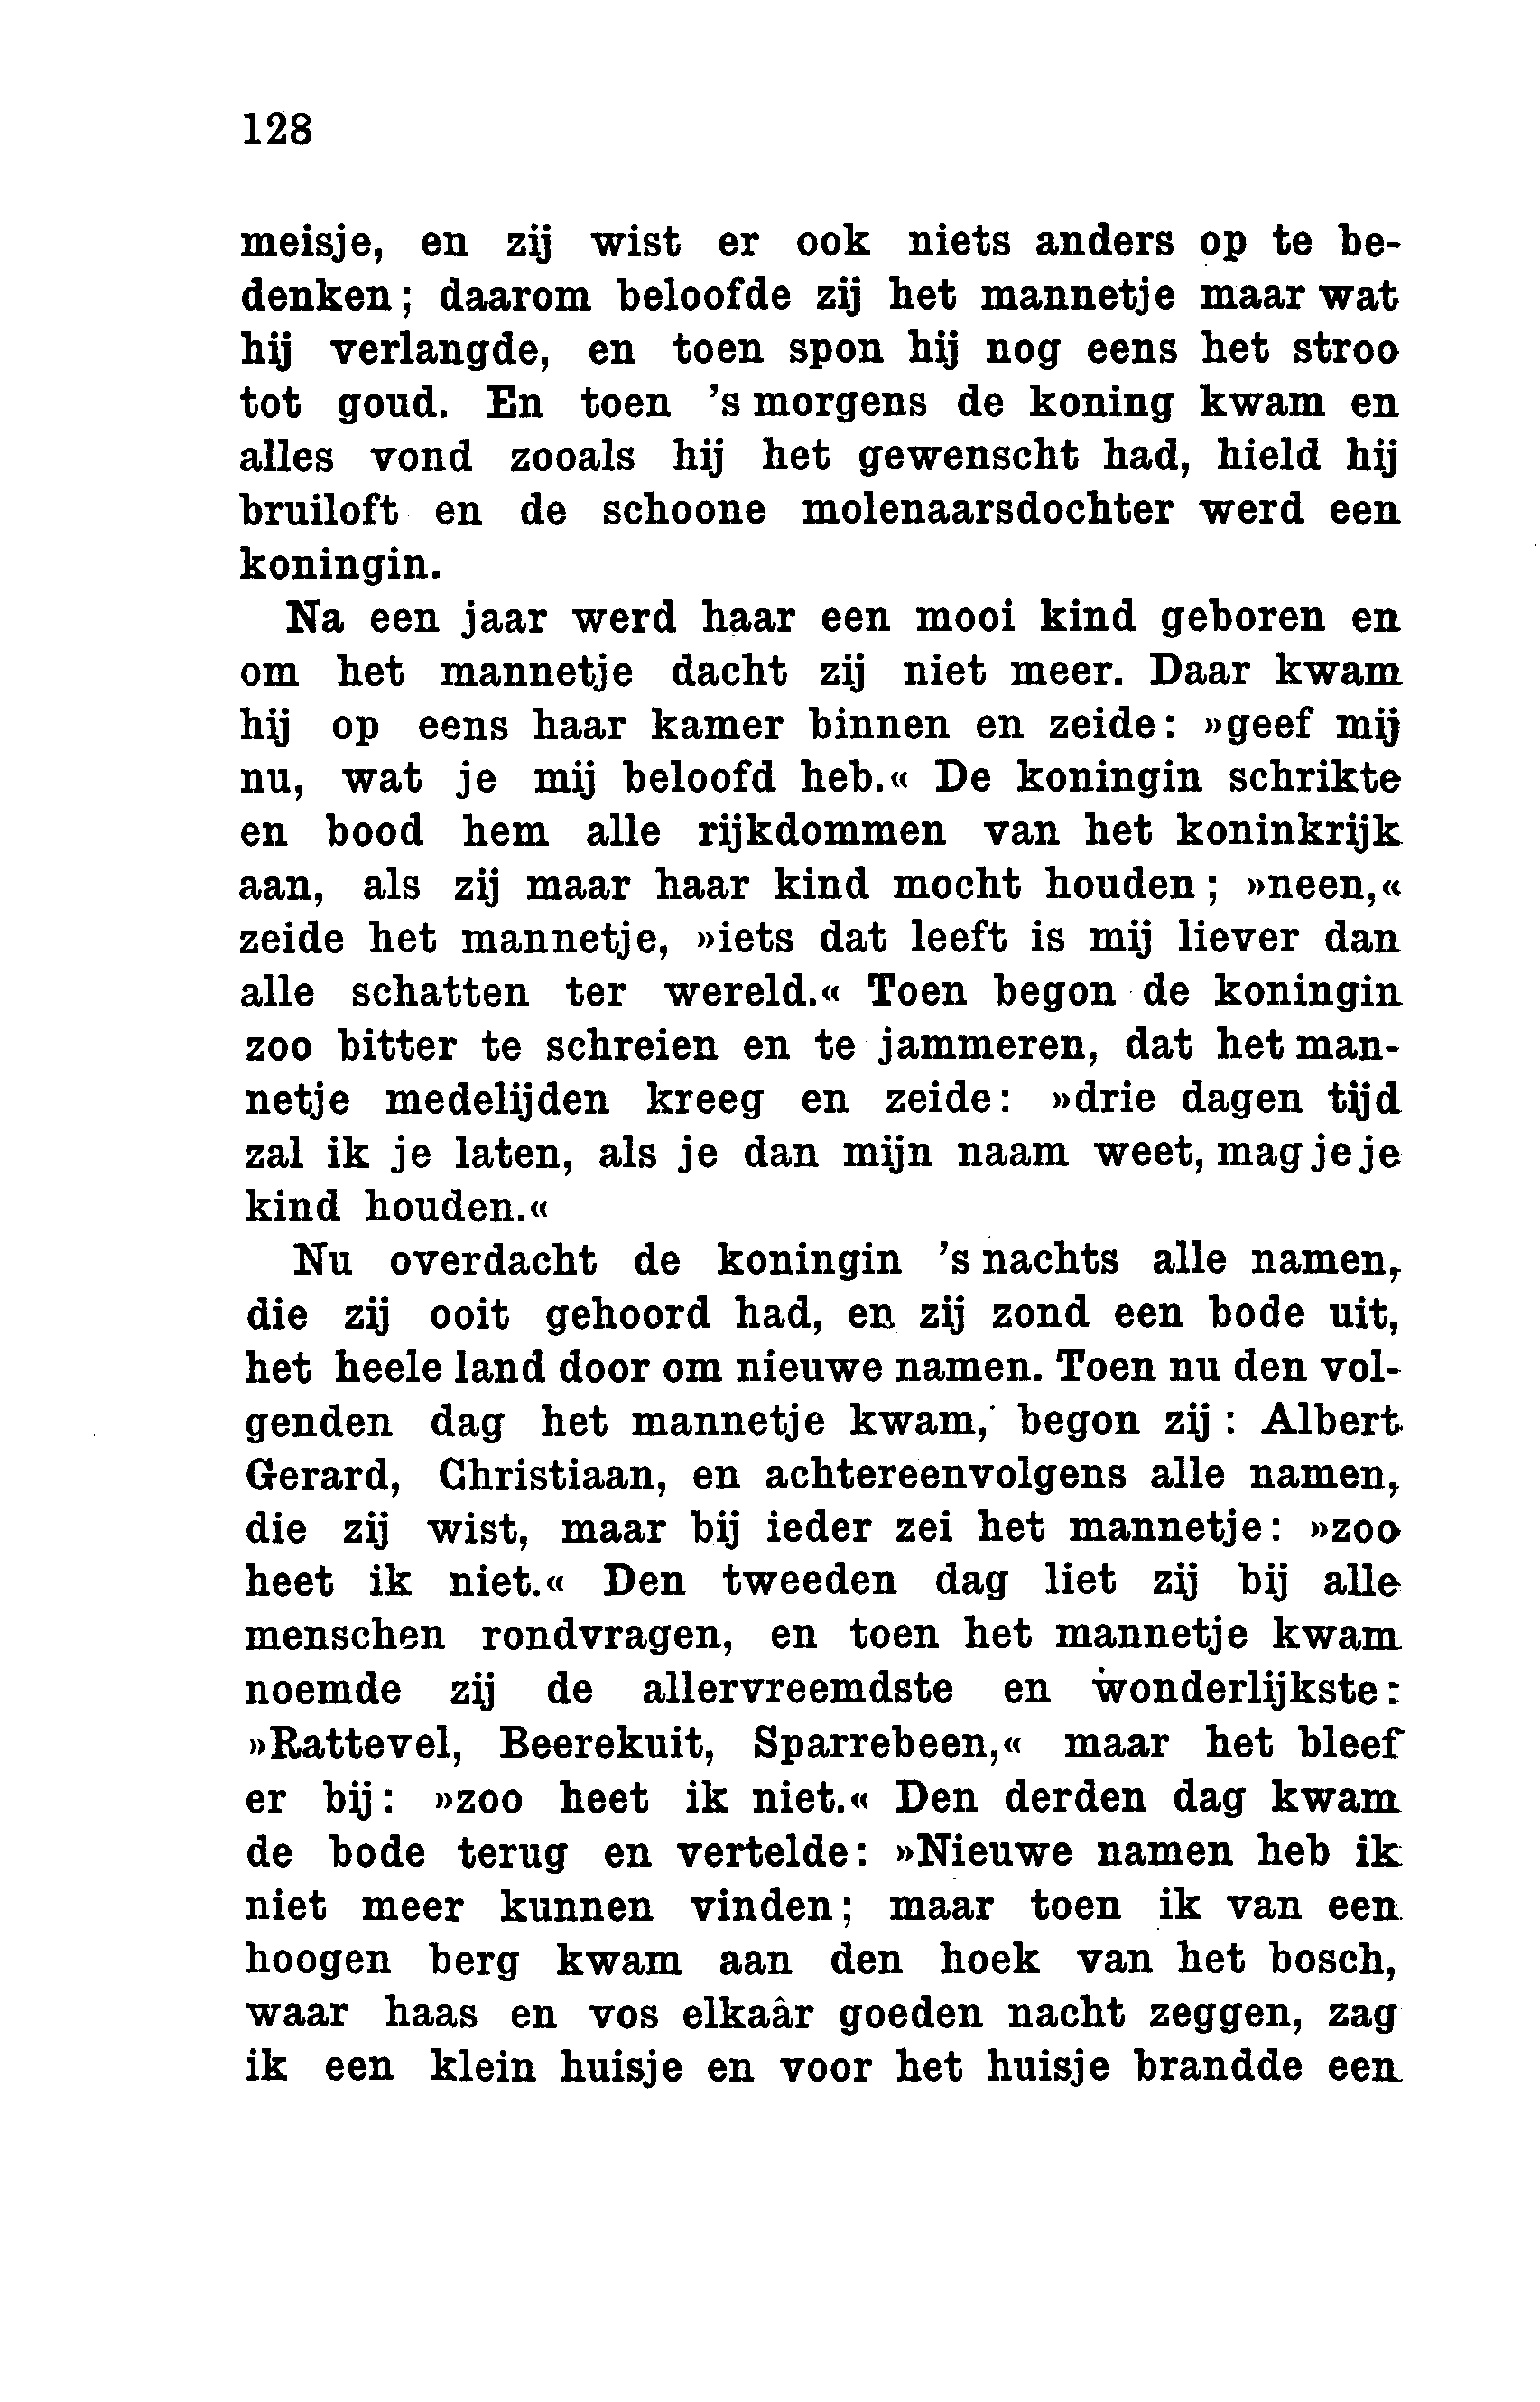 128
meisje, en zij wist er ook niets anders op te be-
denken; daarom beloofde zij het mannetje maar wat
hij verlangde, en toen spon hij nog eens het stroo
tot goud. En toen 's morgens de koning kwam en
alles vond zooals hij het gewenscht had, hield hij
bruiloft en de schoone molenaarsdochter werd een
koningin.
Na een jaar werd haar een mooi kind geboren en
om het mannetje dacht zij niet meer. Daar kwam
hij op eens haar kamer binnen en zeide: »geef mij
nu, wat je mij beloofd heb.« De koningin schrikte
en bood hem alle rijkdommen van het koninkrijk
aan, als zij maar haar kind mocht houden; »neen,«
zeide het mannetje, »iets dat leeft is mij liever dan
alle schatten ter wereld.« Toen begon de koningin
zoo bitter te schreien en te jammeren, dat het man-
netje medelijden kreeg en zeide: »drie dagen tijd
zal ik je laten, als je dan mijn naam weet, mag je je
kind houden.«
Nu overdacht de koningin 's nachts alle namen,
die zij ooit gehoord had, en zij zond een bode uit,
het heele land door om nieuwe namen. Toen nu den vol-
genden dag het mannetje kwam, begon zij: Albert
Gerard, Christiaan, en achtereenvolgens alle namen,
die zij wist, maar bij ieder zei het mannetje: »zoo
heet ik niet.« Den tweeden dag liet zij bij alle
menschen rondvragen, en toen het mannetje kwam
noemde zij de allervreemdste en wonderlijkste:
»Rattevel, Beerekuit, Sparrebeen,« maar het bleef
er bij: »zoo heet ik niet.« Den derden dag kwam
de bode terug en vertelde: »Nieuwe namen heb ik
niet meer kunnen vinden; maar toen ik van een
hoogen berg kwam aan den hoek van het bosch,
waar haas en vos elkaâr goeden nacht zeggen, zag
ik een klein huisje en voor het huisje brandde een